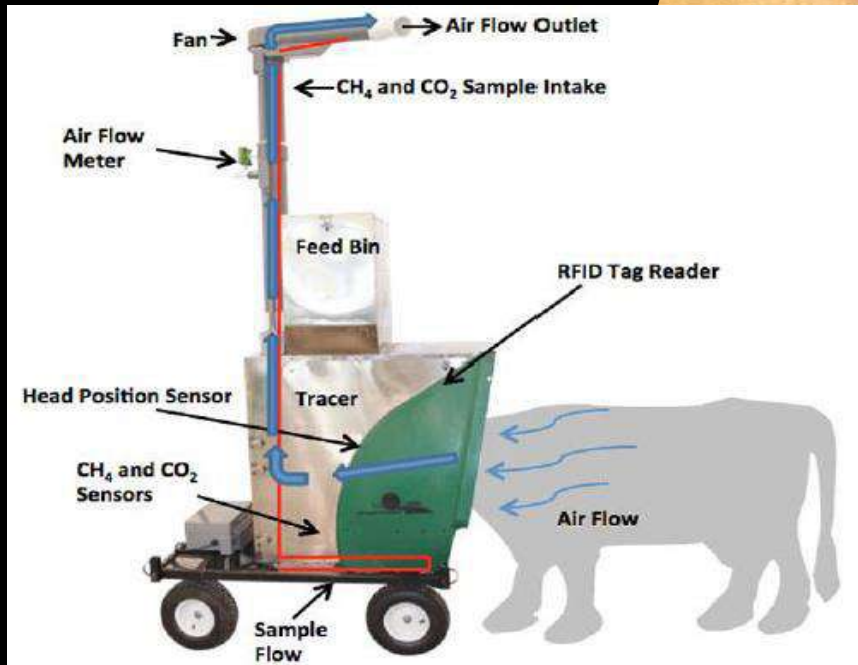 Fan
Air Flow Outlet
CH₄ and CO₂ Sample Intake
Air Flow
Meter
Feed Bin
RFID Tag Reader
Head Position Sensor
Tracer
CH₄ and CO₂
Sensors
Air Flow
Sample
Flow